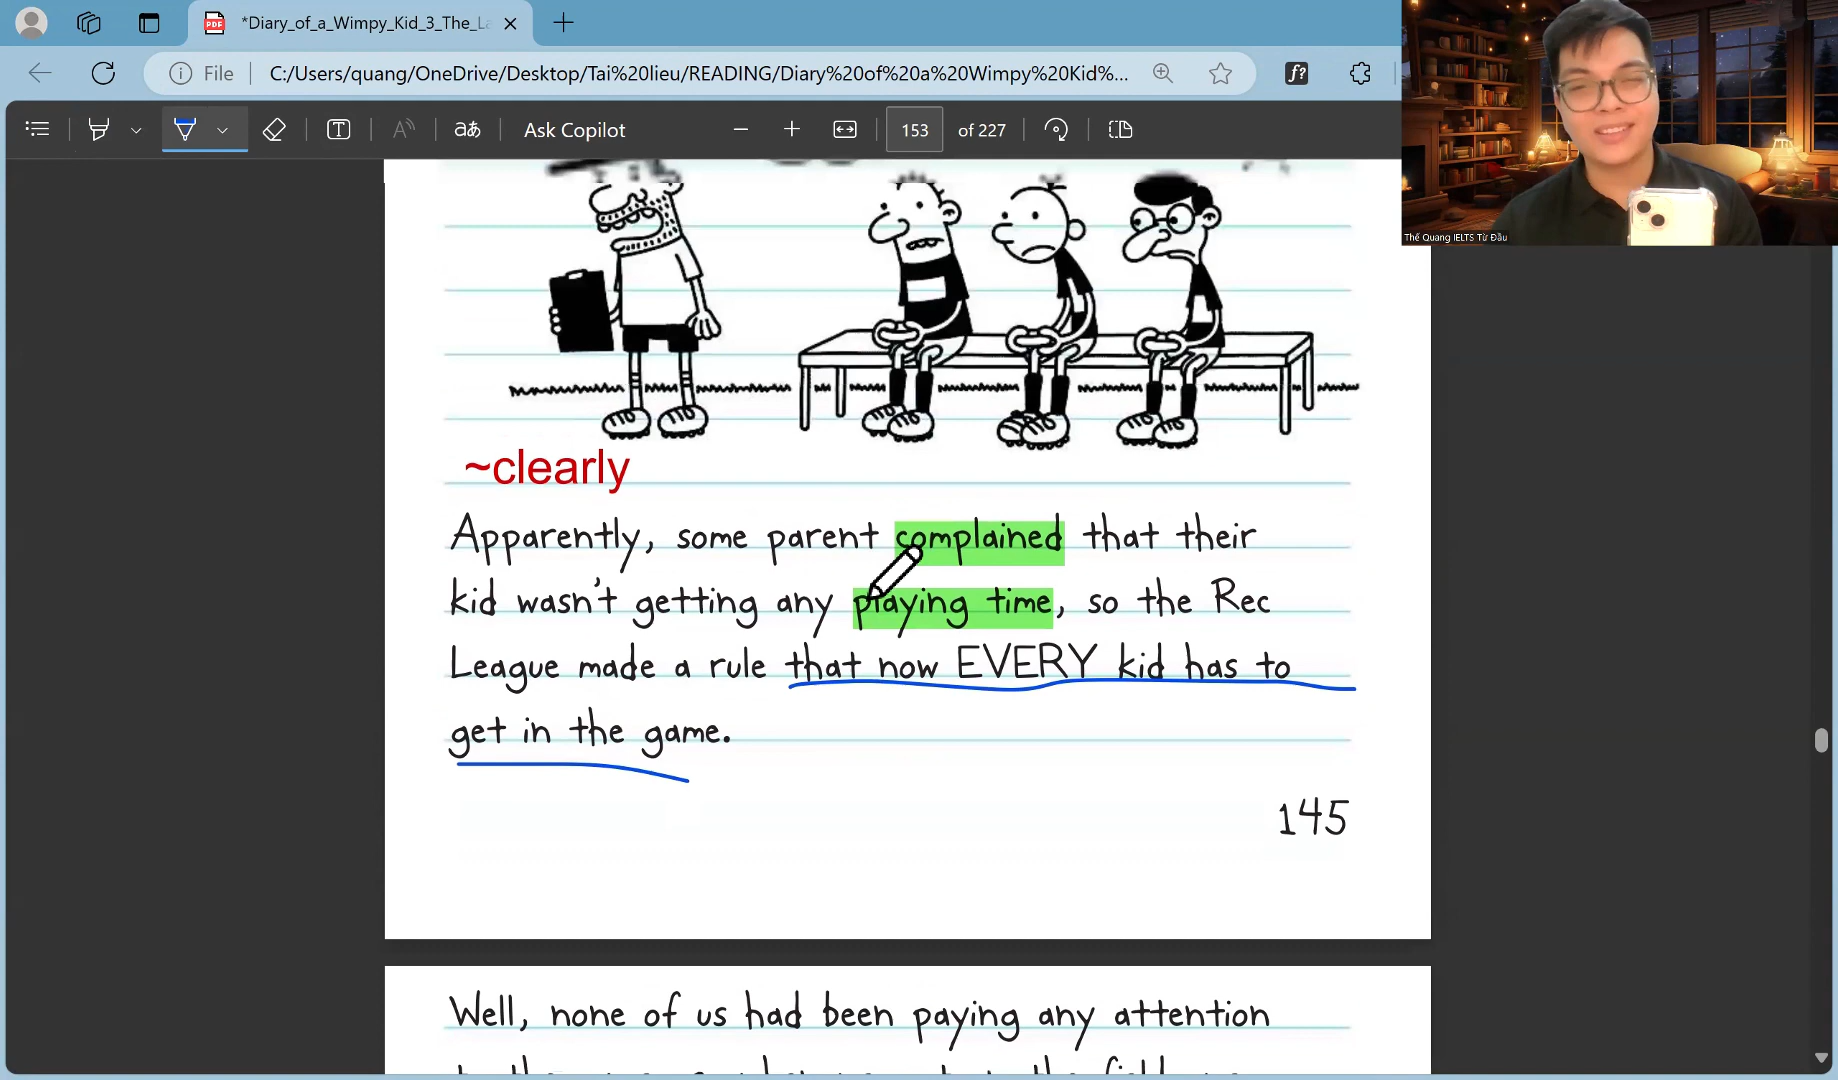 *Diary_of_a_Wimpy_Kid_3_The_La
File
C:/Users/quang/OneDrive/Desktop/Tai%20lieu/READING/Diary%20of%20a%20Wimpy%20Kid%...
Ask Copilot
153 of 227
Thế Quang IELTS Từ Đầu
~clearly
Apparently, some parent complained that their
kid wasn't getting any playing time, so the Rec
League made a rule that now EVERY kid has to
get in the game.
145
Well, none of us had been paying any attention